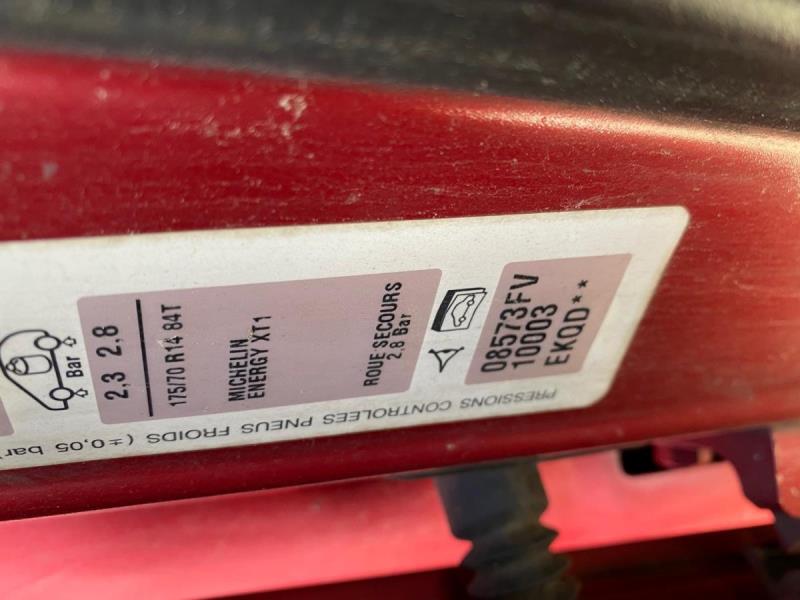 Bar
2,3 2,8
175/70 R14 84T
MICHELIN
ENERGY XT1
ROUE SECOURS
2,8 Bar
08573FV
10003
EKQD**
PRESSIONS CONTROLEES PNEUS FROIDS (±0,05 bar)